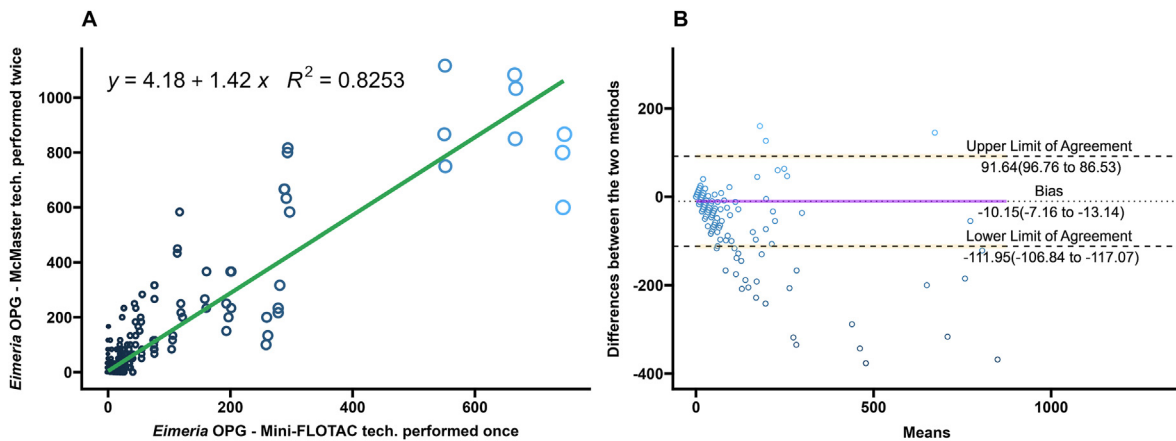 A
Eimeria OPG - McMaster tech. performed twice
y = 4.18 + 1.42 x R² = 0.8253
1000
800
600
400
200
0
0 200 400 600
Eimeria OPG - Mini-FLOTAC tech. performed once
B
Differences between the two methods
200
0
-200
-400
Upper Limit of Agreement
91.64(96.76 to 86.53)
Bias
-10.15(-7.16 to -13.14)
Lower Limit of Agreement
-111.95(-106.84 to -117.07)
0 500 1000
Means